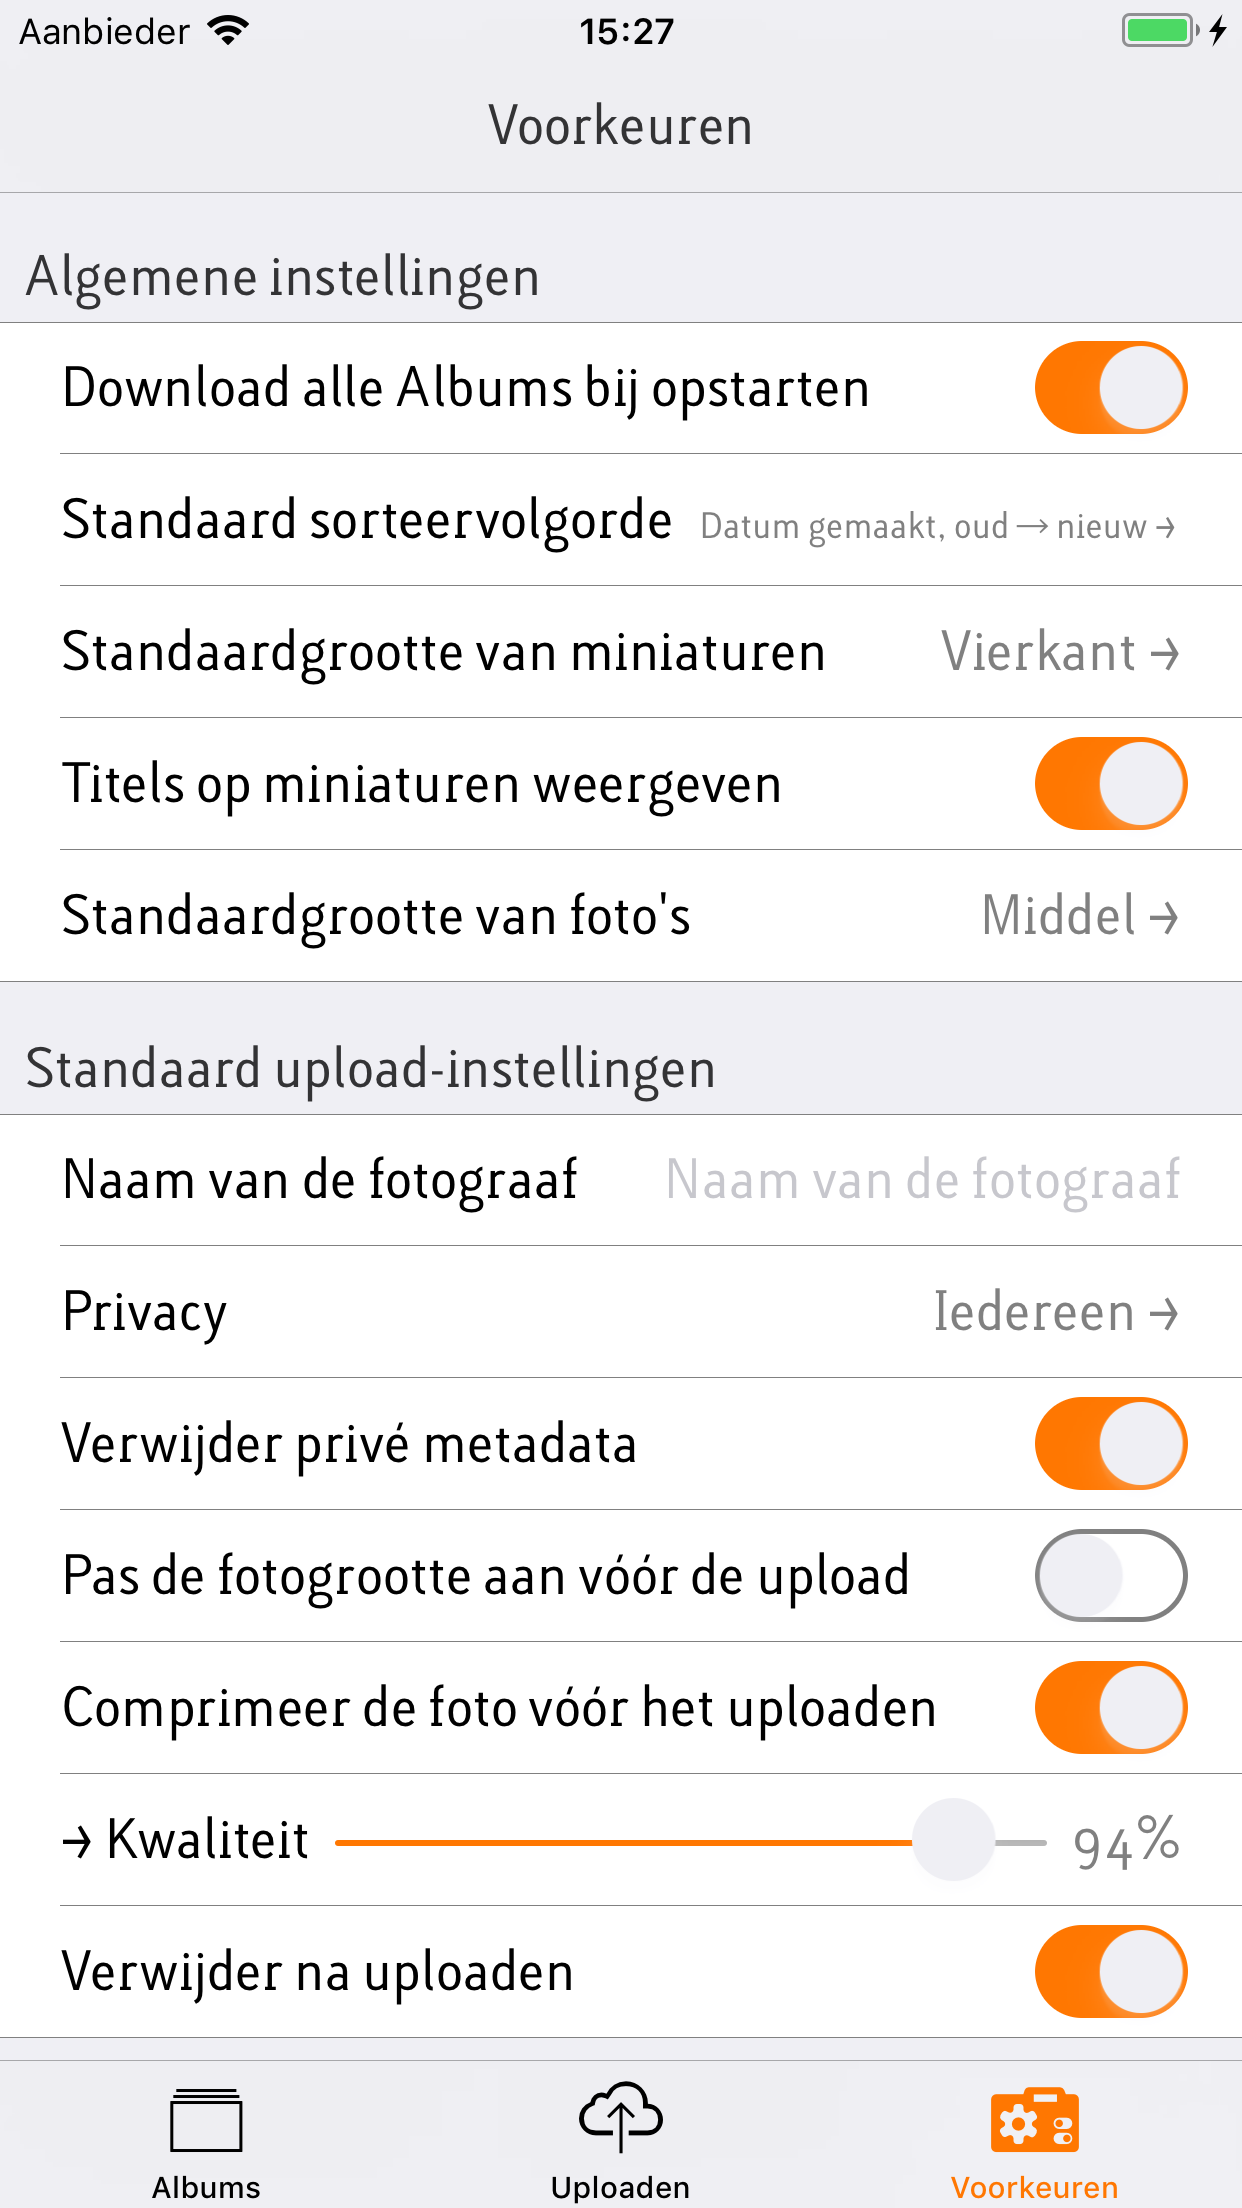 Aanbieder 15:27
Voorkeuren
Algemene instellingen
Download alle Albums bij opstarten
Standaard sorteervolgorde Datum gemaakt, oud → nieuw →
Standaardgrootte van miniaturen Vierkant →
Titels op miniaturen weergeven
Standaardgrootte van foto's Middel →
Standaard upload-instellingen
Naam van de fotograaf Naam van de fotograaf
Privacy Iedereen →
Verwijder privé metadata
Pas de fotogrootte aan vóór de upload
Comprimeer de foto vóór het uploaden
→ Kwaliteit 94%
Verwijder na uploaden
Albums Uploaden Voorkeuren